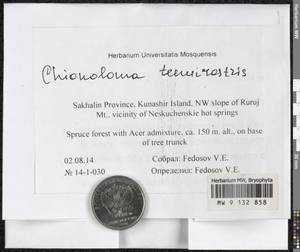 Herbarium Universitatis Mosquensis
Chionoloma tenuirostris
Sakhalin Province, Kunashir Island, NW slope of Ruruj
Mt., vicinity of Neskuchenskie hot springs
Spruce forest with Acer admixture, ca. 150 m. alt., on base
of tree trunck
02.08.14 Собрал: Fedosov V.E.
№ 14-1-030 Определил: Fedosov V.E.
Herbarium MW, Bryophyta
MW 9 132 858